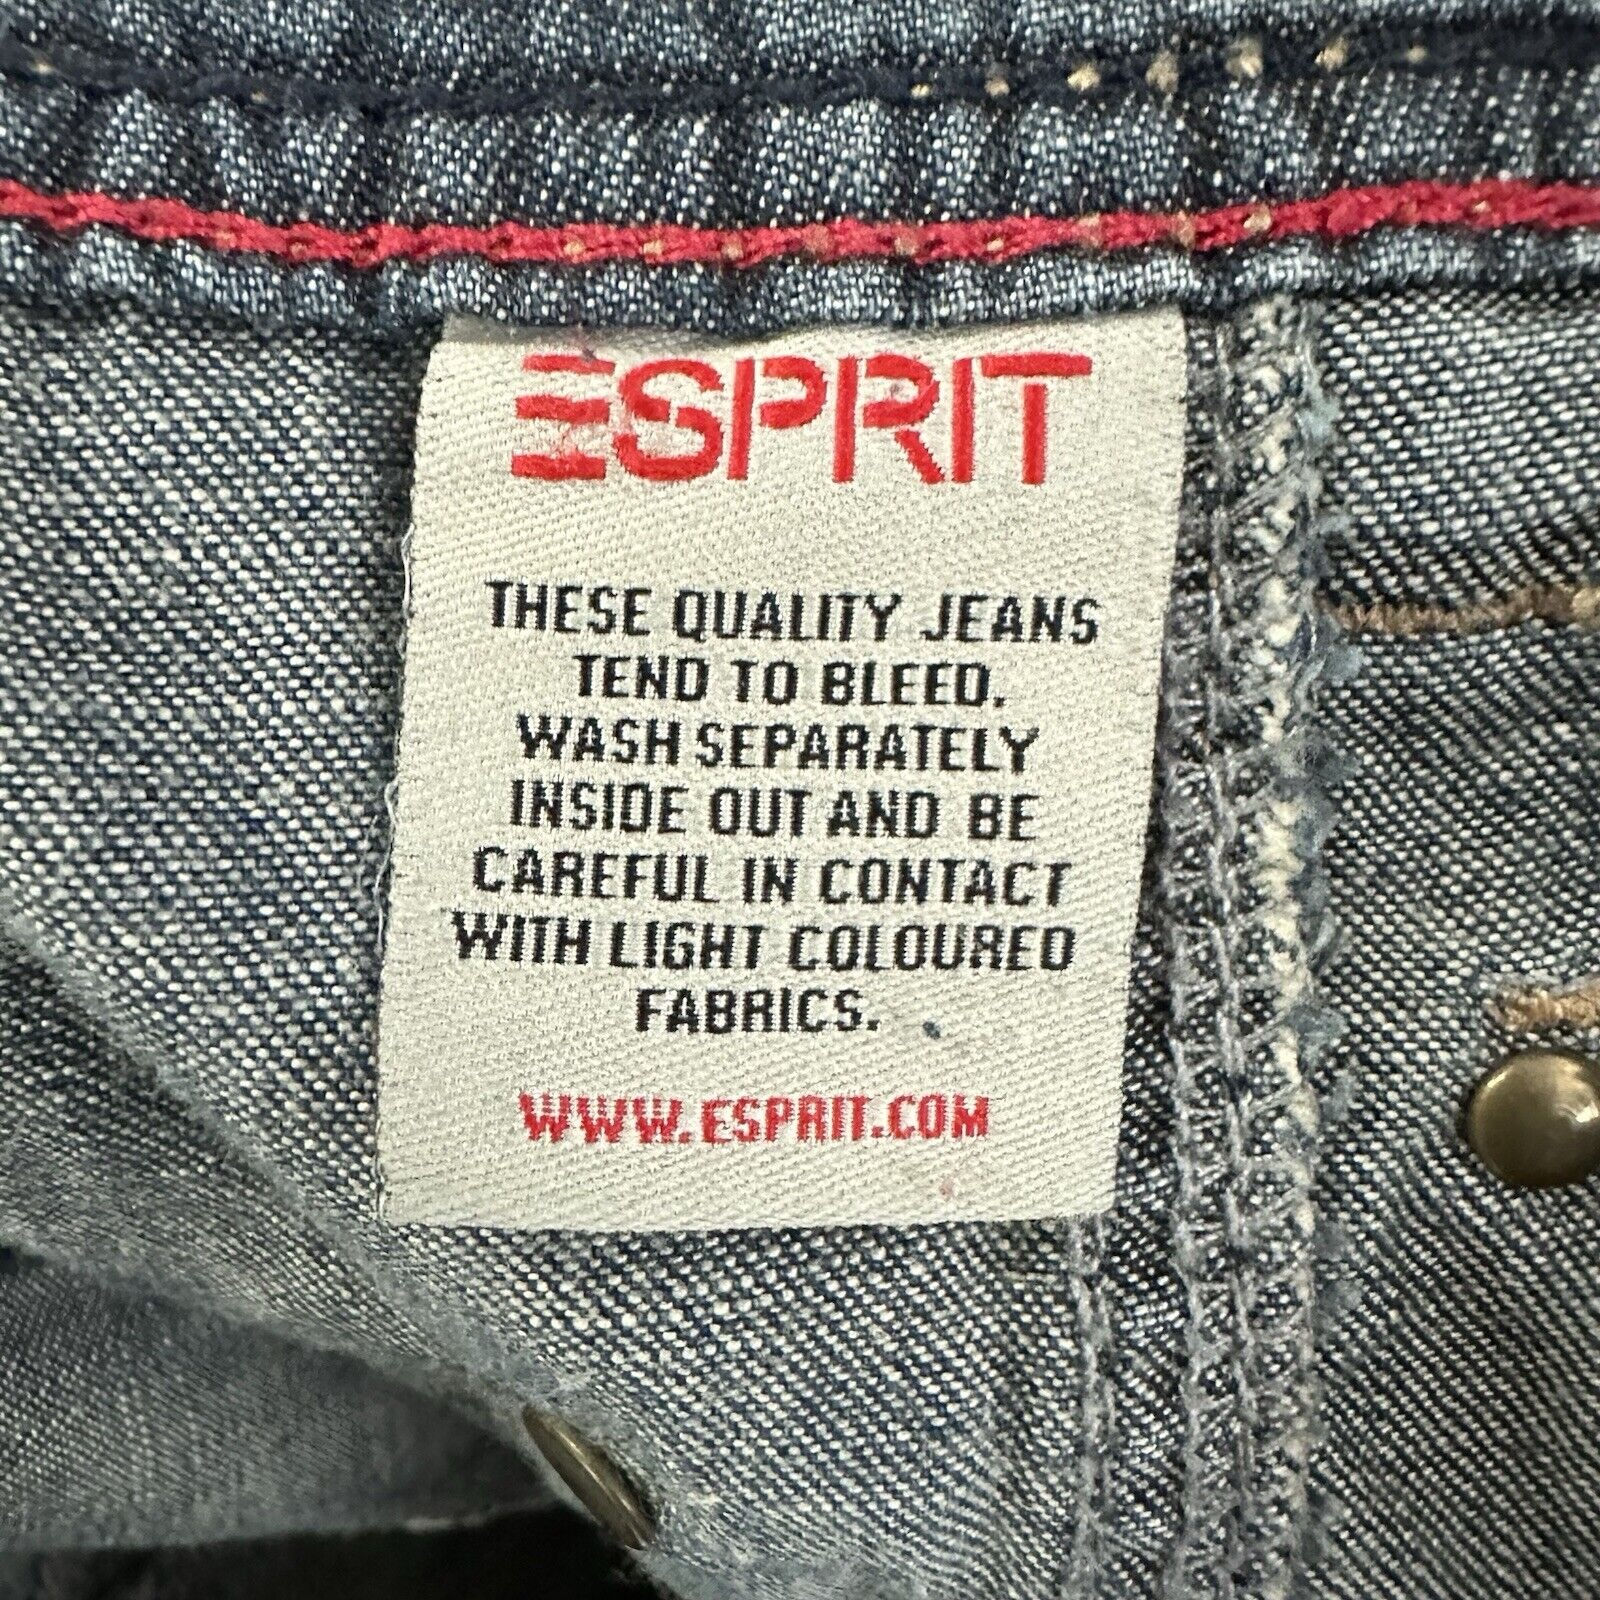 ESPRIT
THESE QUALITY JEANS
TEND TO BLEED.
WASH SEPARATELY
INSIDE OUT AND BE
CAREFUL IN CONTACT
WITH LIGHT COLOURED
FABRICS.
WWW.ESPRIT.COM